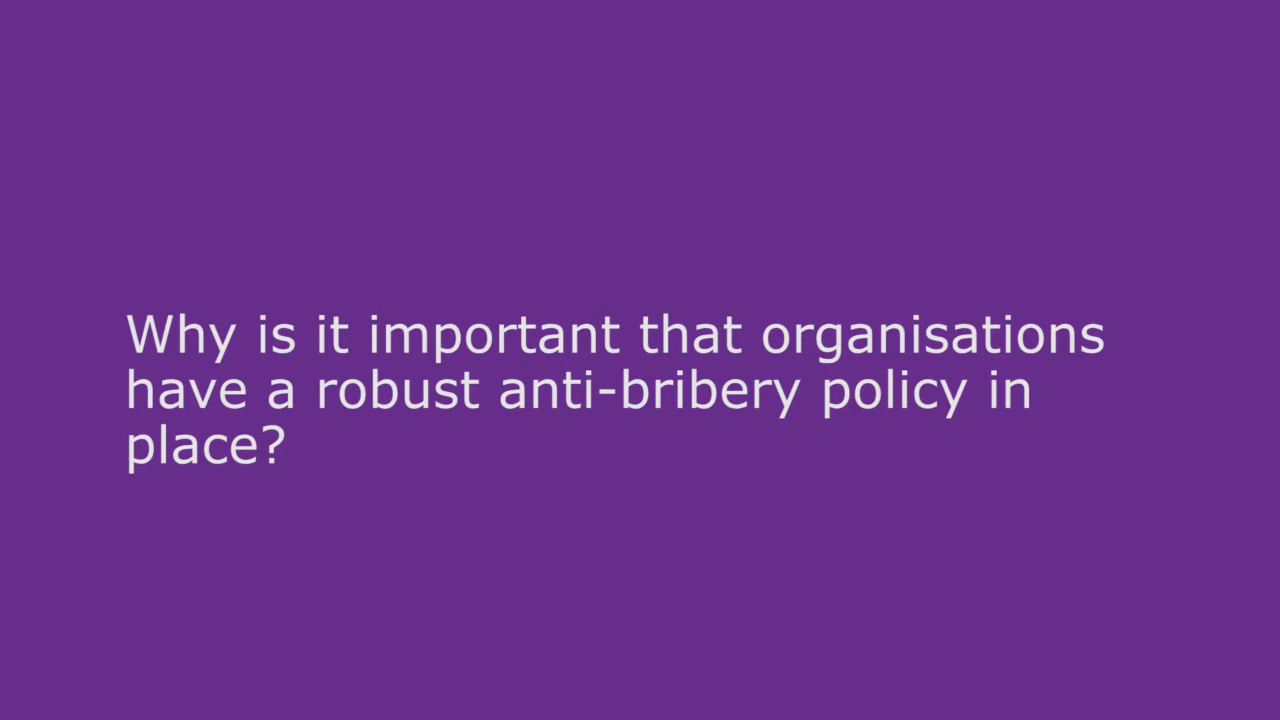 Why is it important that organisations
have a robust anti-bribery policy in
place?